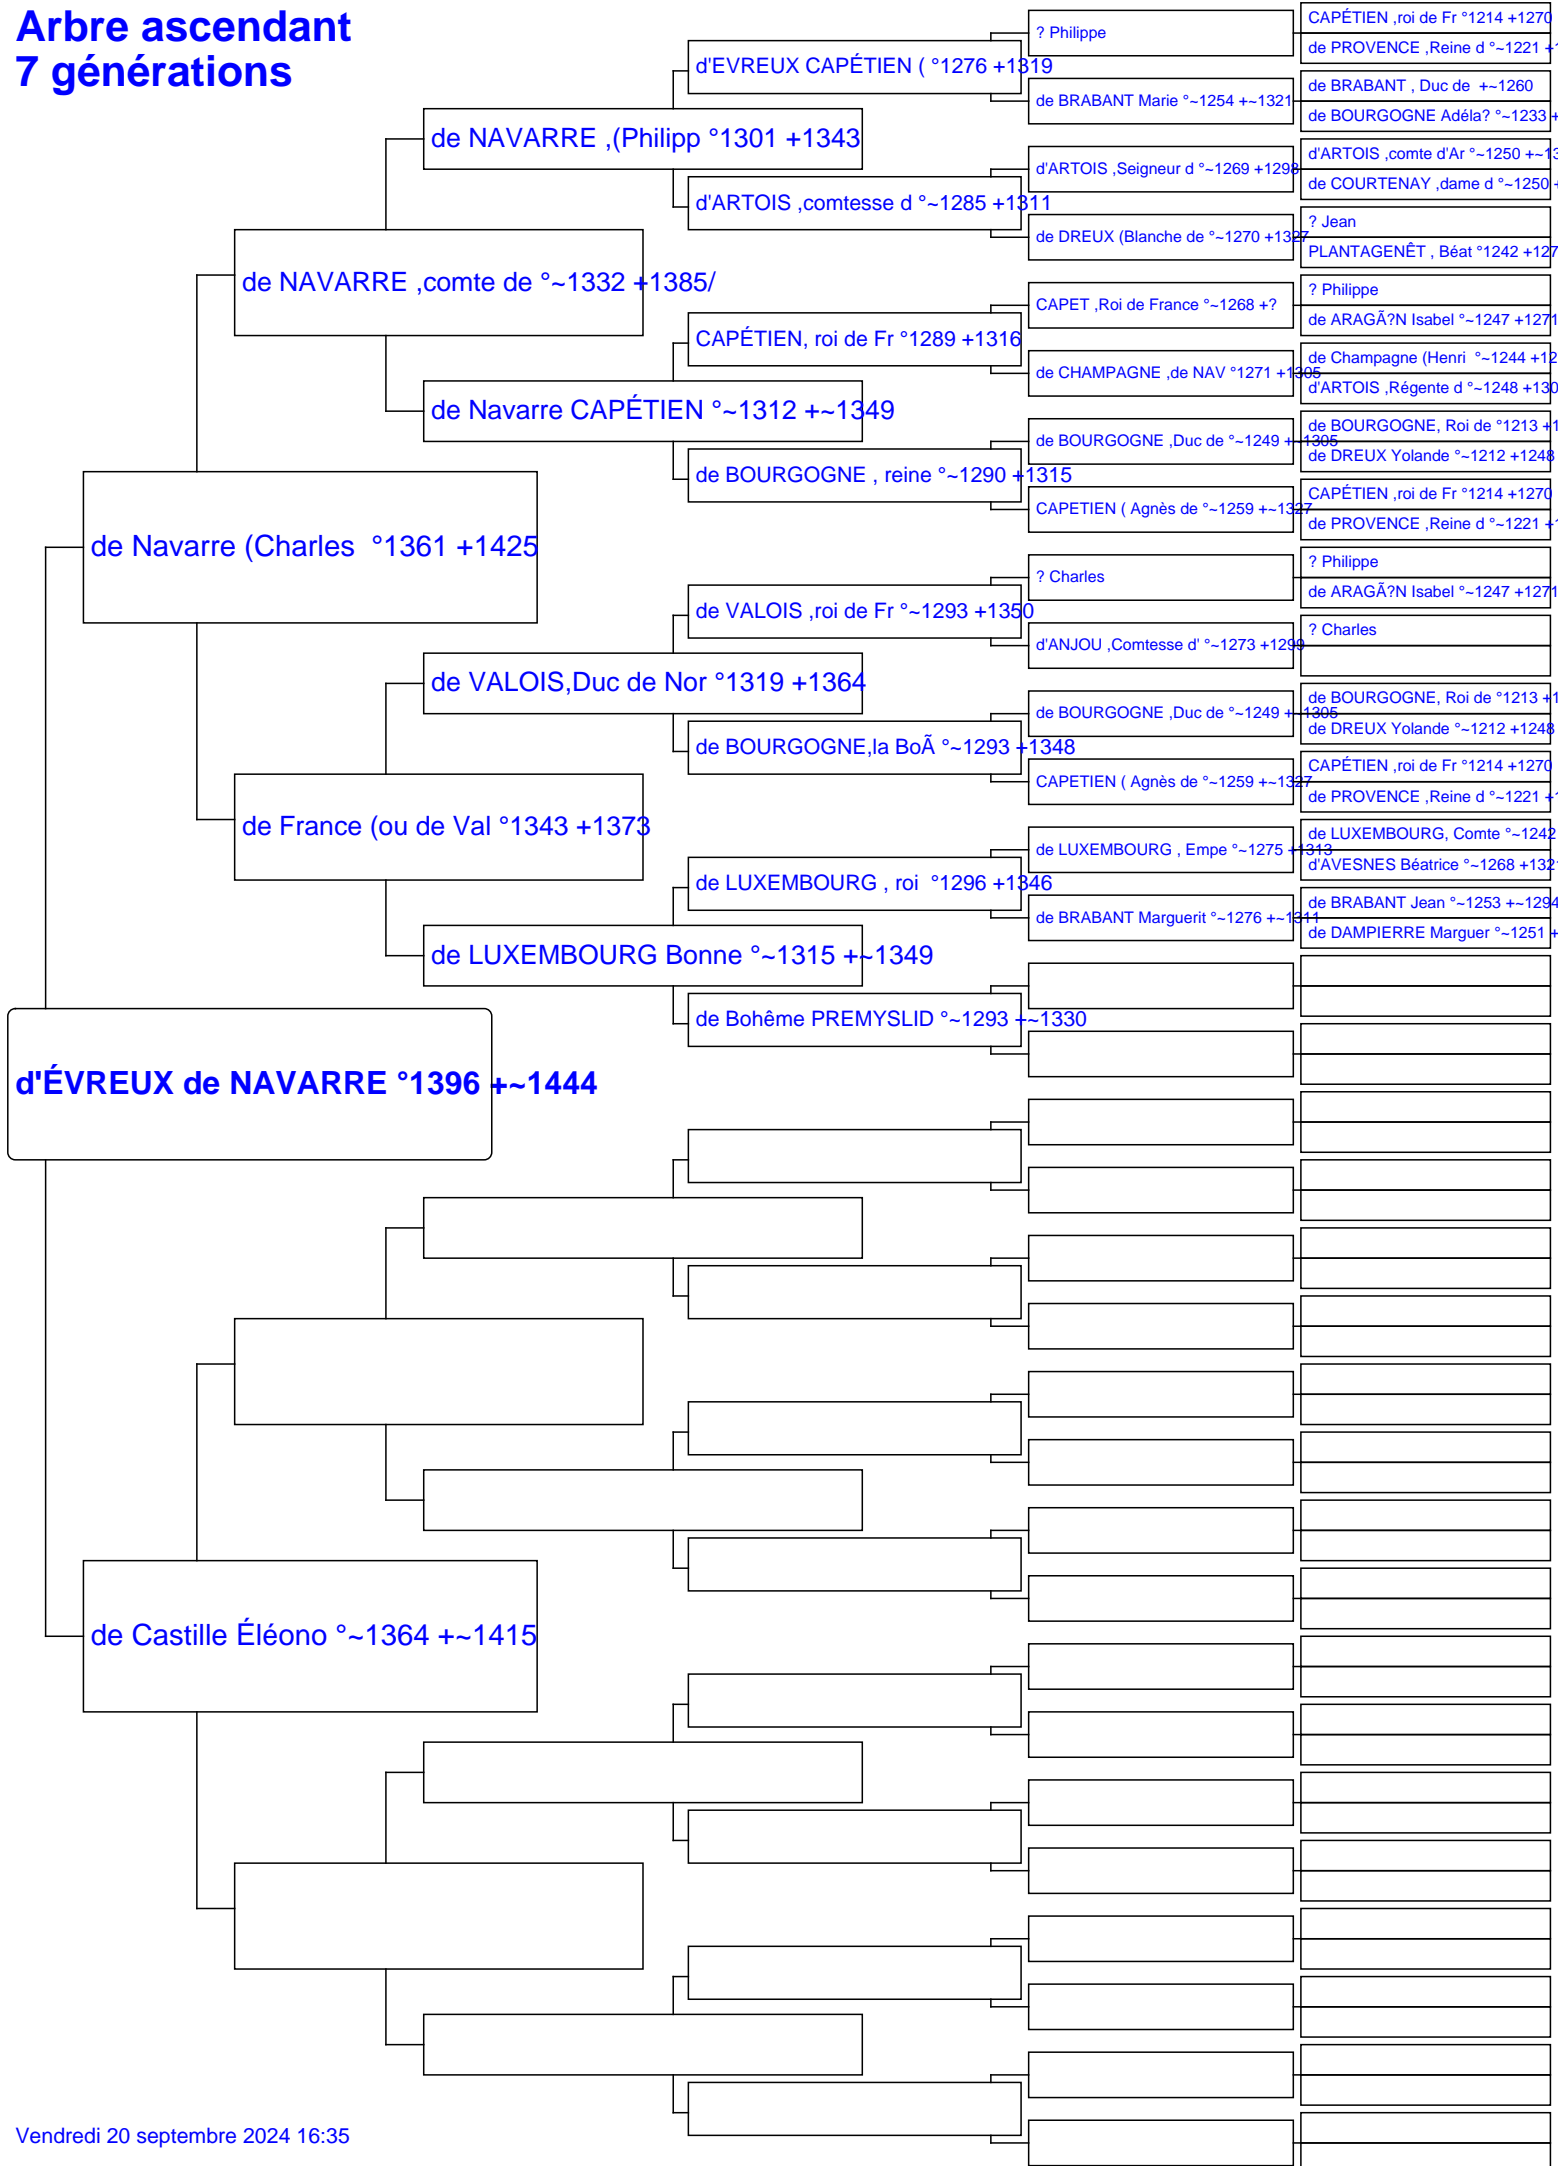 Arbre ascendant
7 générations
d'ÉVREUX de NAVARRE °1396 +~1444
de Navarre (Charles °1361 +1425
de Castille Éléono °~1364 +~1415
de NAVARRE ,comte de °~1332 +1385/
de France (ou de Val °1343 +1373
de NAVARRE ,(Philipp °1301 +1343
de Navarre CAPÉTIEN °~1312 +~1349
de VALOIS,Duc de Nor °1319 +1364
de LUXEMBOURG Bonne °~1315 +~1349
d'EVREUX CAPÉTIEN ( °1276 +1319
d'ARTOIS ,comtesse d °~1285 +1311
CAPÉTIEN, roi de Fr °1289 +1316
de BOURGOGNE , reine °~1290 +1315
de VALOIS ,roi de Fr °~1293 +1350
de BOURGOGNE,la BoÃ °~1293 +1348
de LUXEMBOURG , roi °1296 +1346
de Bohême PREMYSLID °~1293 +~1330
? Philippe
de BRABANT Marie °~1254 +~1321
d'ARTOIS ,Seigneur d °~1269 +1298
de DREUX (Blanche de °~1270 +1327
CAPET ,Roi de France °~1268 +?
de CHAMPAGNE ,de NAV °1271 +1305
de BOURGOGNE ,Duc de °~1249 +~1305
CAPETIEN ( Agnès de °~1259 +~1327
? Charles
d'ANJOU ,Comtesse d' °~1273 +1299
de BOURGOGNE ,Duc de °~1249 +~1305
CAPETIEN ( Agnès de °~1259 +~1327
de LUXEMBOURG , Empe °~1275 +1313
de BRABANT Marguerit °~1276 +~1311
CAPÉTIEN ,roi de Fr °1214 +1270
de PROVENCE ,Reine d °~1221 +1
de BRABANT , Duc de +~1260
de BOURGOGNE Adéla? °~1233 +
d'ARTOIS ,comte d'Ar °~1250 +~13
de COURTENAY ,dame d °~1250 +
? Jean
PLANTAGENÊT , Béat °1242 +127
? Philippe
de ARAGÃ?N Isabel °~1247 +1271
de Champagne (Henri °~1244 +12
d'ARTOIS ,Régente d °~1248 +130
de BOURGOGNE, Roi de °1213 +1
de DREUX Yolande °~1212 +1248
CAPÉTIEN ,roi de Fr °1214 +1270
de PROVENCE ,Reine d °~1221 +1
? Philippe
de ARAGÃ?N Isabel °~1247 +1271
? Charles
de BOURGOGNE, Roi de °1213 +1
de DREUX Yolande °~1212 +1248
CAPÉTIEN ,roi de Fr °1214 +1270
de PROVENCE ,Reine d °~1221 +1
de LUXEMBOURG, Comte °~1242
d'AVESNES Béatrice °~1268 +1321
de BRABANT Jean °~1253 +~1294
de DAMPIERRE Marguer °~1251 +
Vendredi 20 septembre 2024 16:35